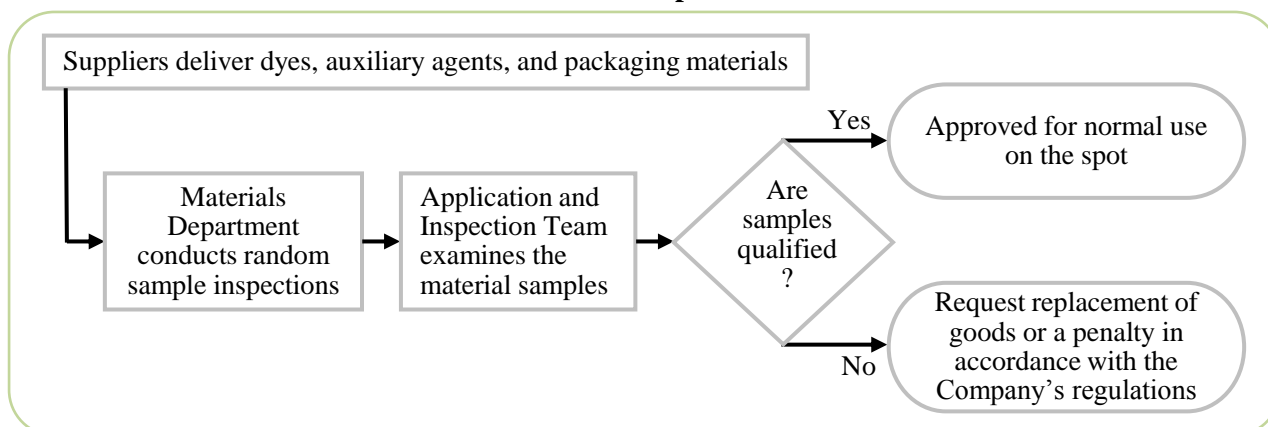 Suppliers deliver dyes, auxiliary agents, and packaging materials
Materials
Department
conducts random
sample inspections
Application and
Inspection Team
examines the
material samples
Are
samples
qualified
?
Yes
Approved for normal use
on the spot
No
Request replacement of
goods or a penalty in
accordance with the
Company’s regulations